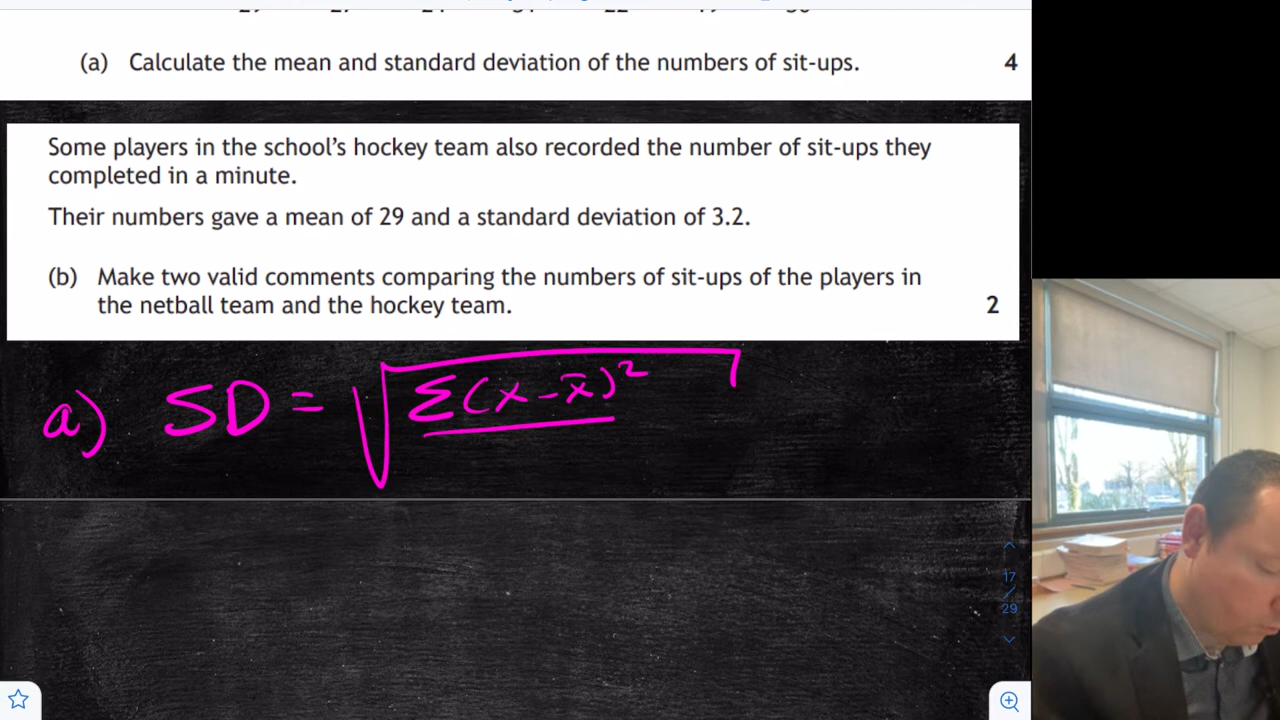 (a) Calculate the mean and standard deviation of the numbers of sit-ups. 4
Some players in the school's hockey team also recorded the number of sit-ups they
completed in a minute.
Their numbers gave a mean of 29 and a standard deviation of 3.2.
(b) Make two valid comments comparing the numbers of sit-ups of the players in
the netball team and the hockey team. 2
a) SD = √Σ(x-x̄)²
17
/
29